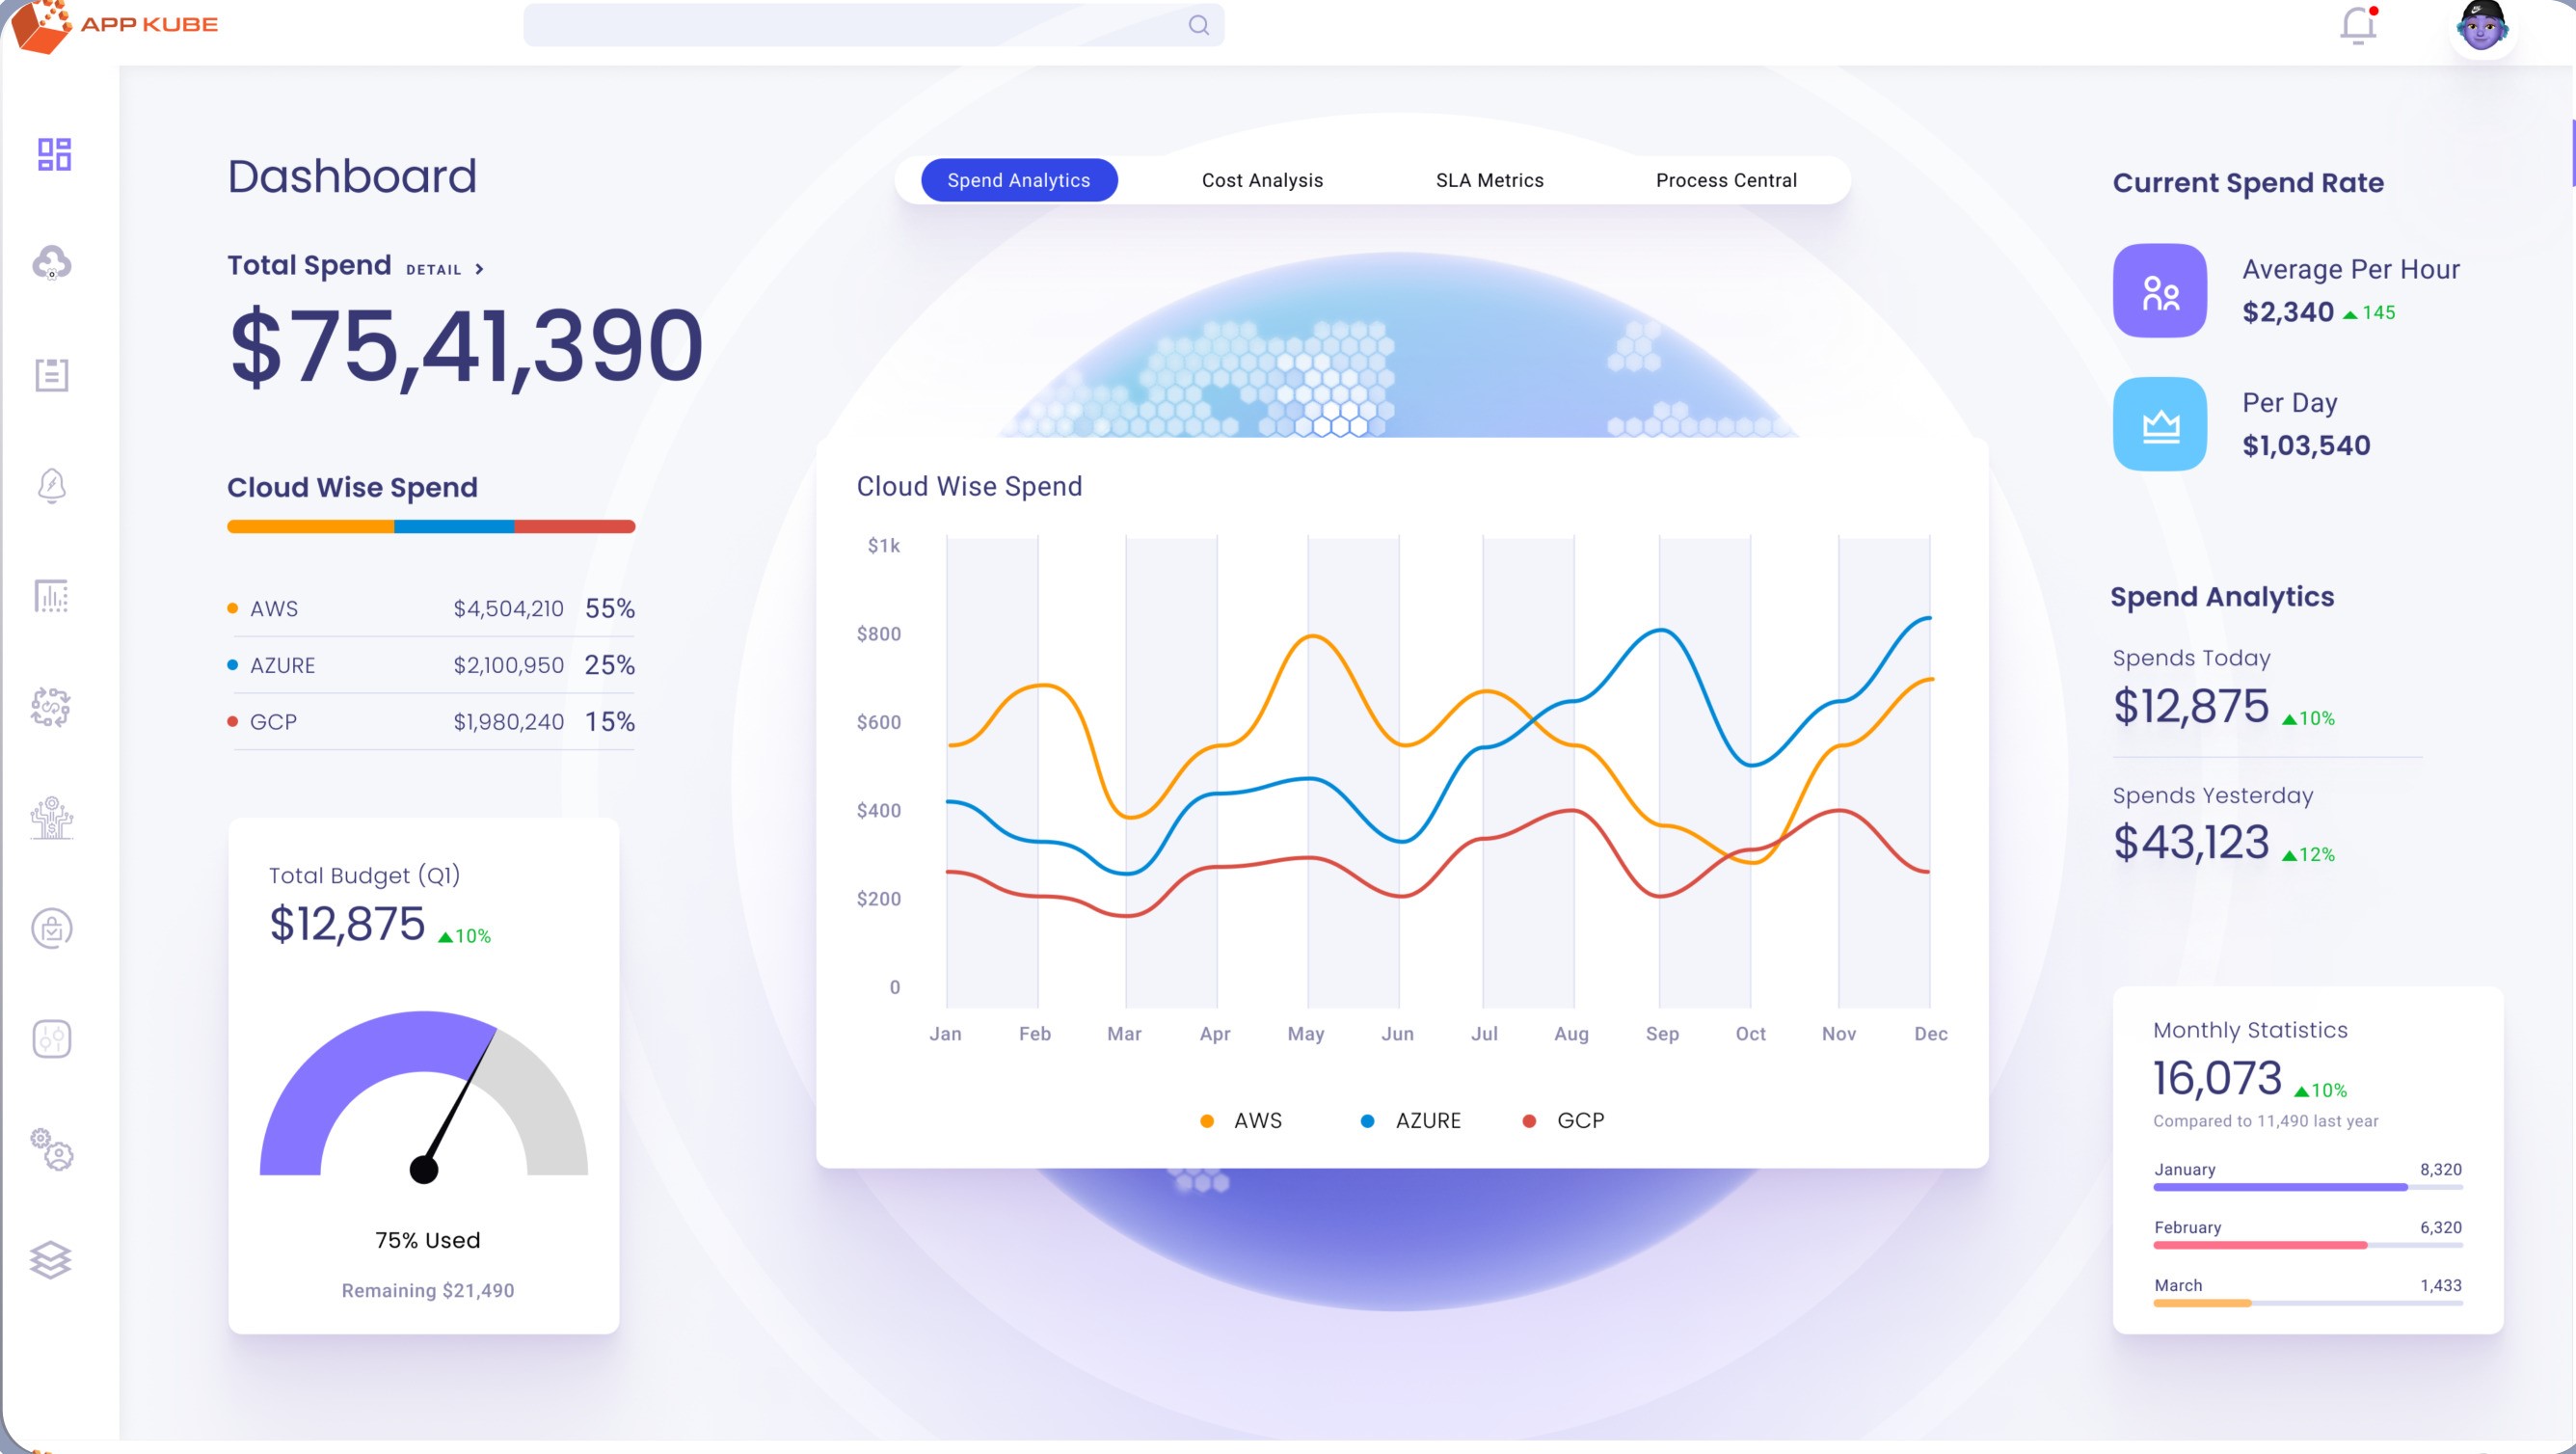 APP KUBE
Dashboard
Total Spend DETAIL >
$75,41,390
Cloud Wise Spend
AWS $4,504,210 55%
AZURE $2,100,950 25%
GCP $1,980,240 15%
Total Budget (Q1)
$12,875 ▲10%
75% Used
Remaining $21,490
Spend Analytics Cost Analysis SLA Metrics Process Central
Cloud Wise Spend
$1k
$800
$600
$400
$200
0
Jan Feb Mar Apr May Jun Jul Aug Sep Oct Nov Dec
AWS AZURE GCP
Current Spend Rate
Average Per Hour
$2,340 ▲145
Per Day
$1,03,540
Spend Analytics
Spends Today
$12,875 ▲10%
Spends Yesterday
$43,123 ▲12%
Monthly Statistics
16,073 ▲10%
Compared to 11,490 last year
January 8,320
February 6,320
March 1,433